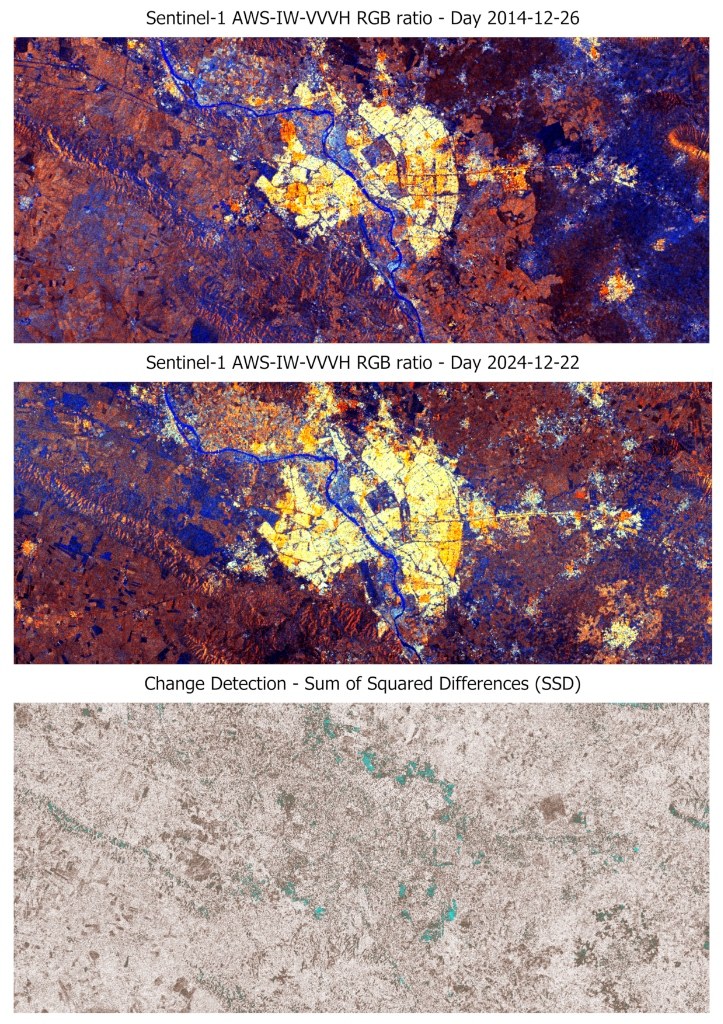 Sentinel-1 AWS-IW-VVVH RGB ratio - Day 2014-12-26
Sentinel-1 AWS-IW-VVVH RGB ratio - Day 2024-12-22
Change Detection - Sum of Squared Differences (SSD)